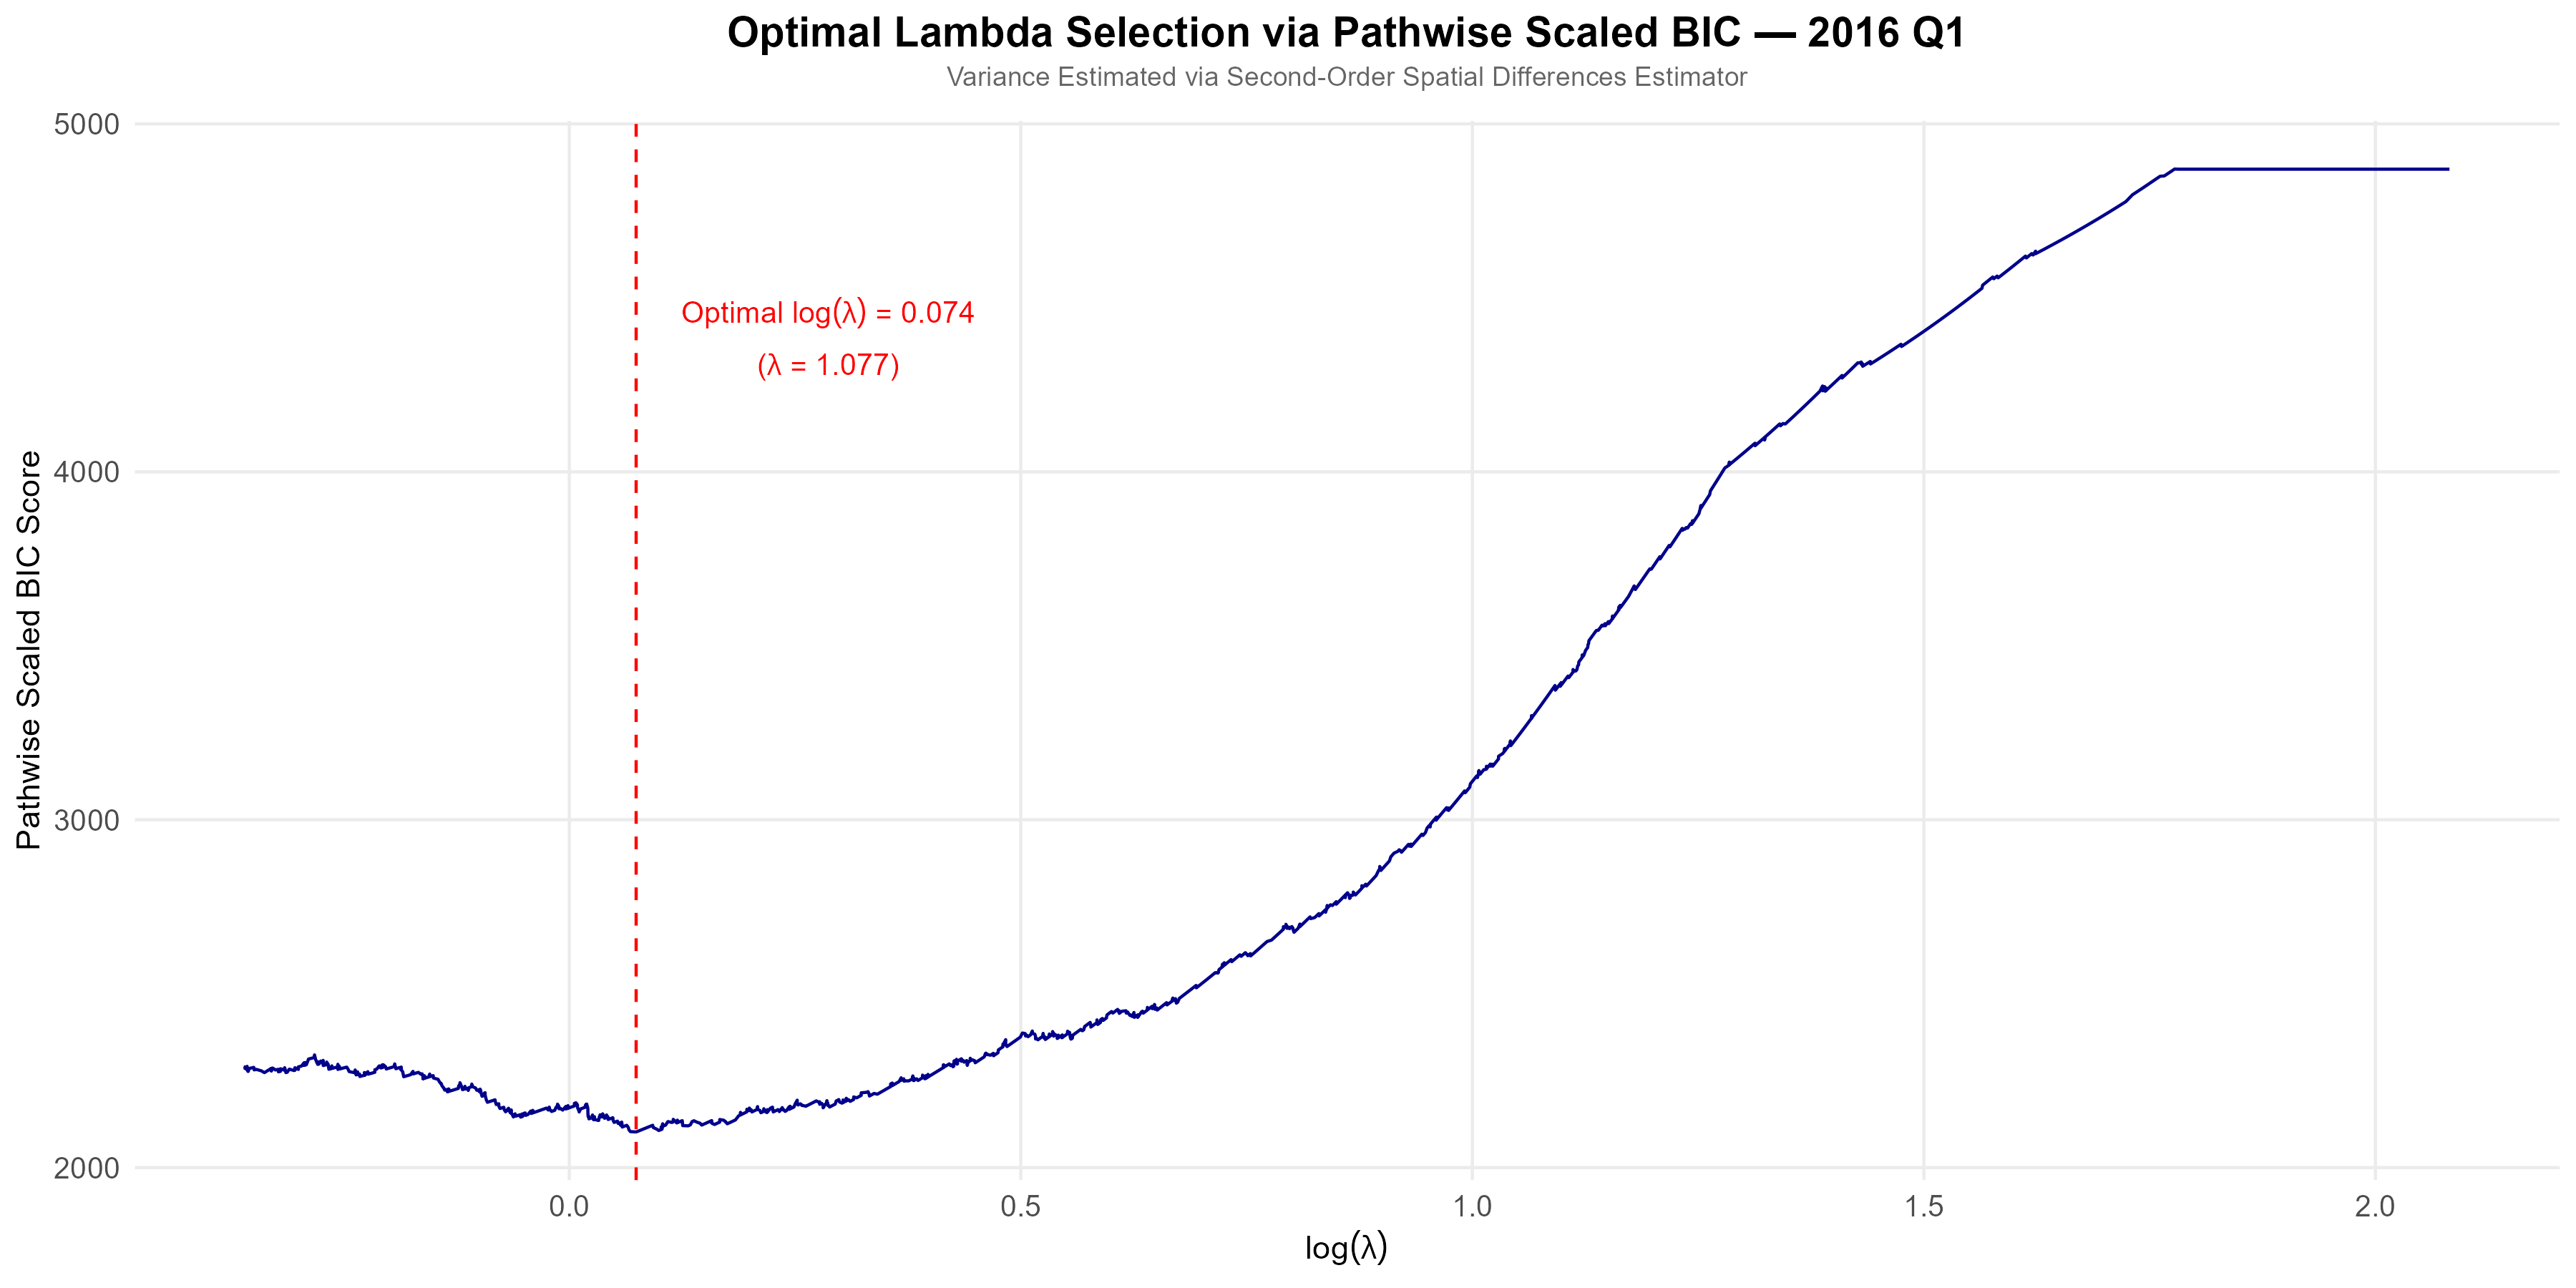 Optimal Lambda Selection via Pathwise Scaled BIC — 2016 Q1
Variance Estimated via Second-Order Spatial Differences Estimator
Pathwise Scaled BIC Score
5000
4000
3000
2000
Optimal log(λ) = 0.074
(λ = 1.077)
0.0 0.5 1.0 1.5 2.0
log(λ)